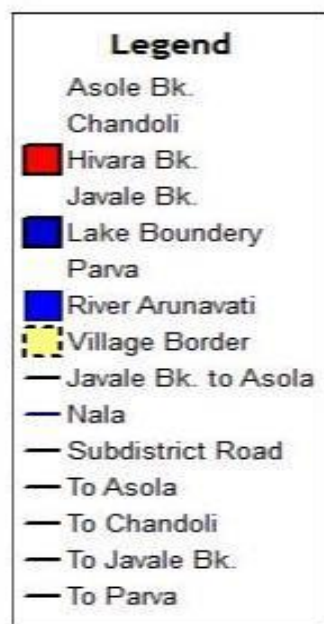 Legend
Asole Bk.
Chandoli
Hivara Bk.
Javale Bk.
Lake Boundery
Parva
River Arunavati
Village Border
Javale Bk. to Asola
Nala
Subdistrict Road
To Asola
To Chandoli
To Javale Bk.
To Parva